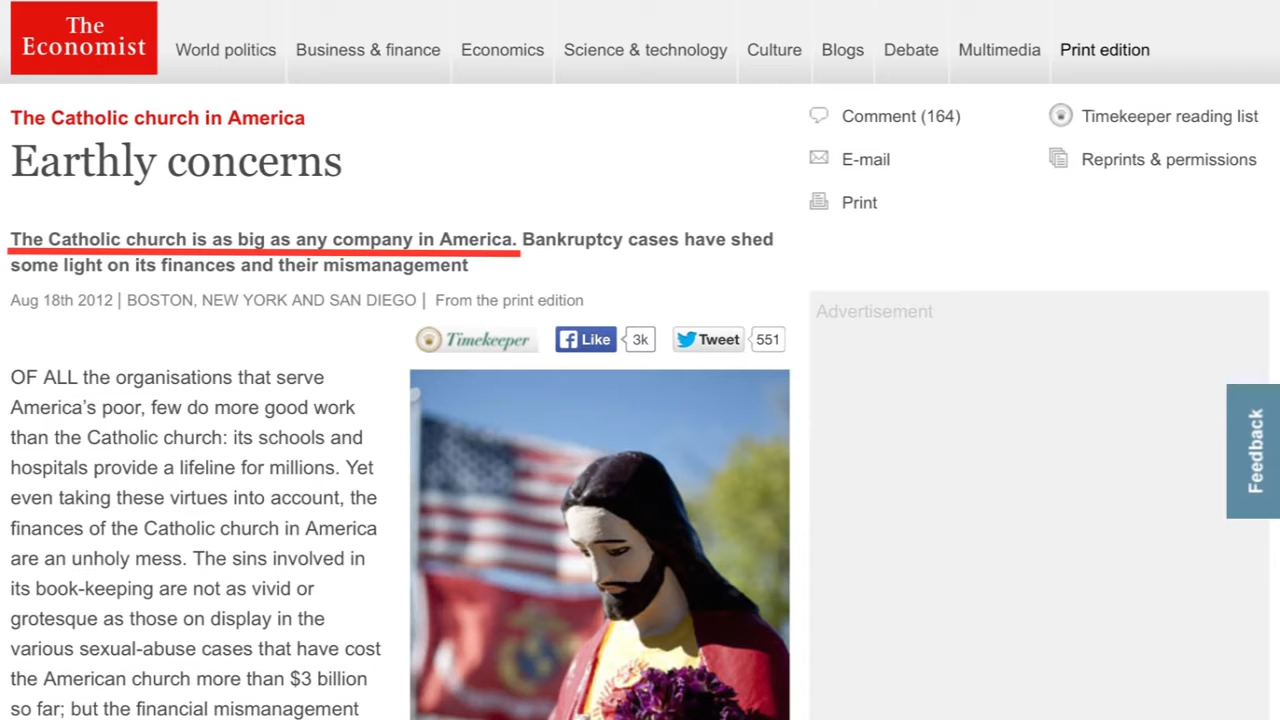 The
Economist
World politics
Business & finance
Economics
Science & technology
Culture
Blogs
Debate
Multimedia
Print edition
The Catholic church in America
Earthly concerns
The Catholic church is as big as any company in America. Bankruptcy cases have shed
some light on its finances and their mismanagement
Aug 18th 2012 | BOSTON, NEW YORK AND SAN DIEGO | From the print edition
Comment (164)
Timekeeper reading list
E-mail
Reprints & permissions
Print
Timekeeper
Like
3k
Tweet
551
OF ALL the organisations that serve
America's poor, few do more good work
than the Catholic church: its schools and
hospitals provide a lifeline for millions. Yet
even taking these virtues into account, the
finances of the Catholic church in America
are an unholy mess. The sins involved in
its book-keeping are not as vivid or
grotesque as those on display in the
various sexual-abuse cases that have cost
the American church more than $3 billion
so far; but the financial mismanagement
Advertisement
Feedback